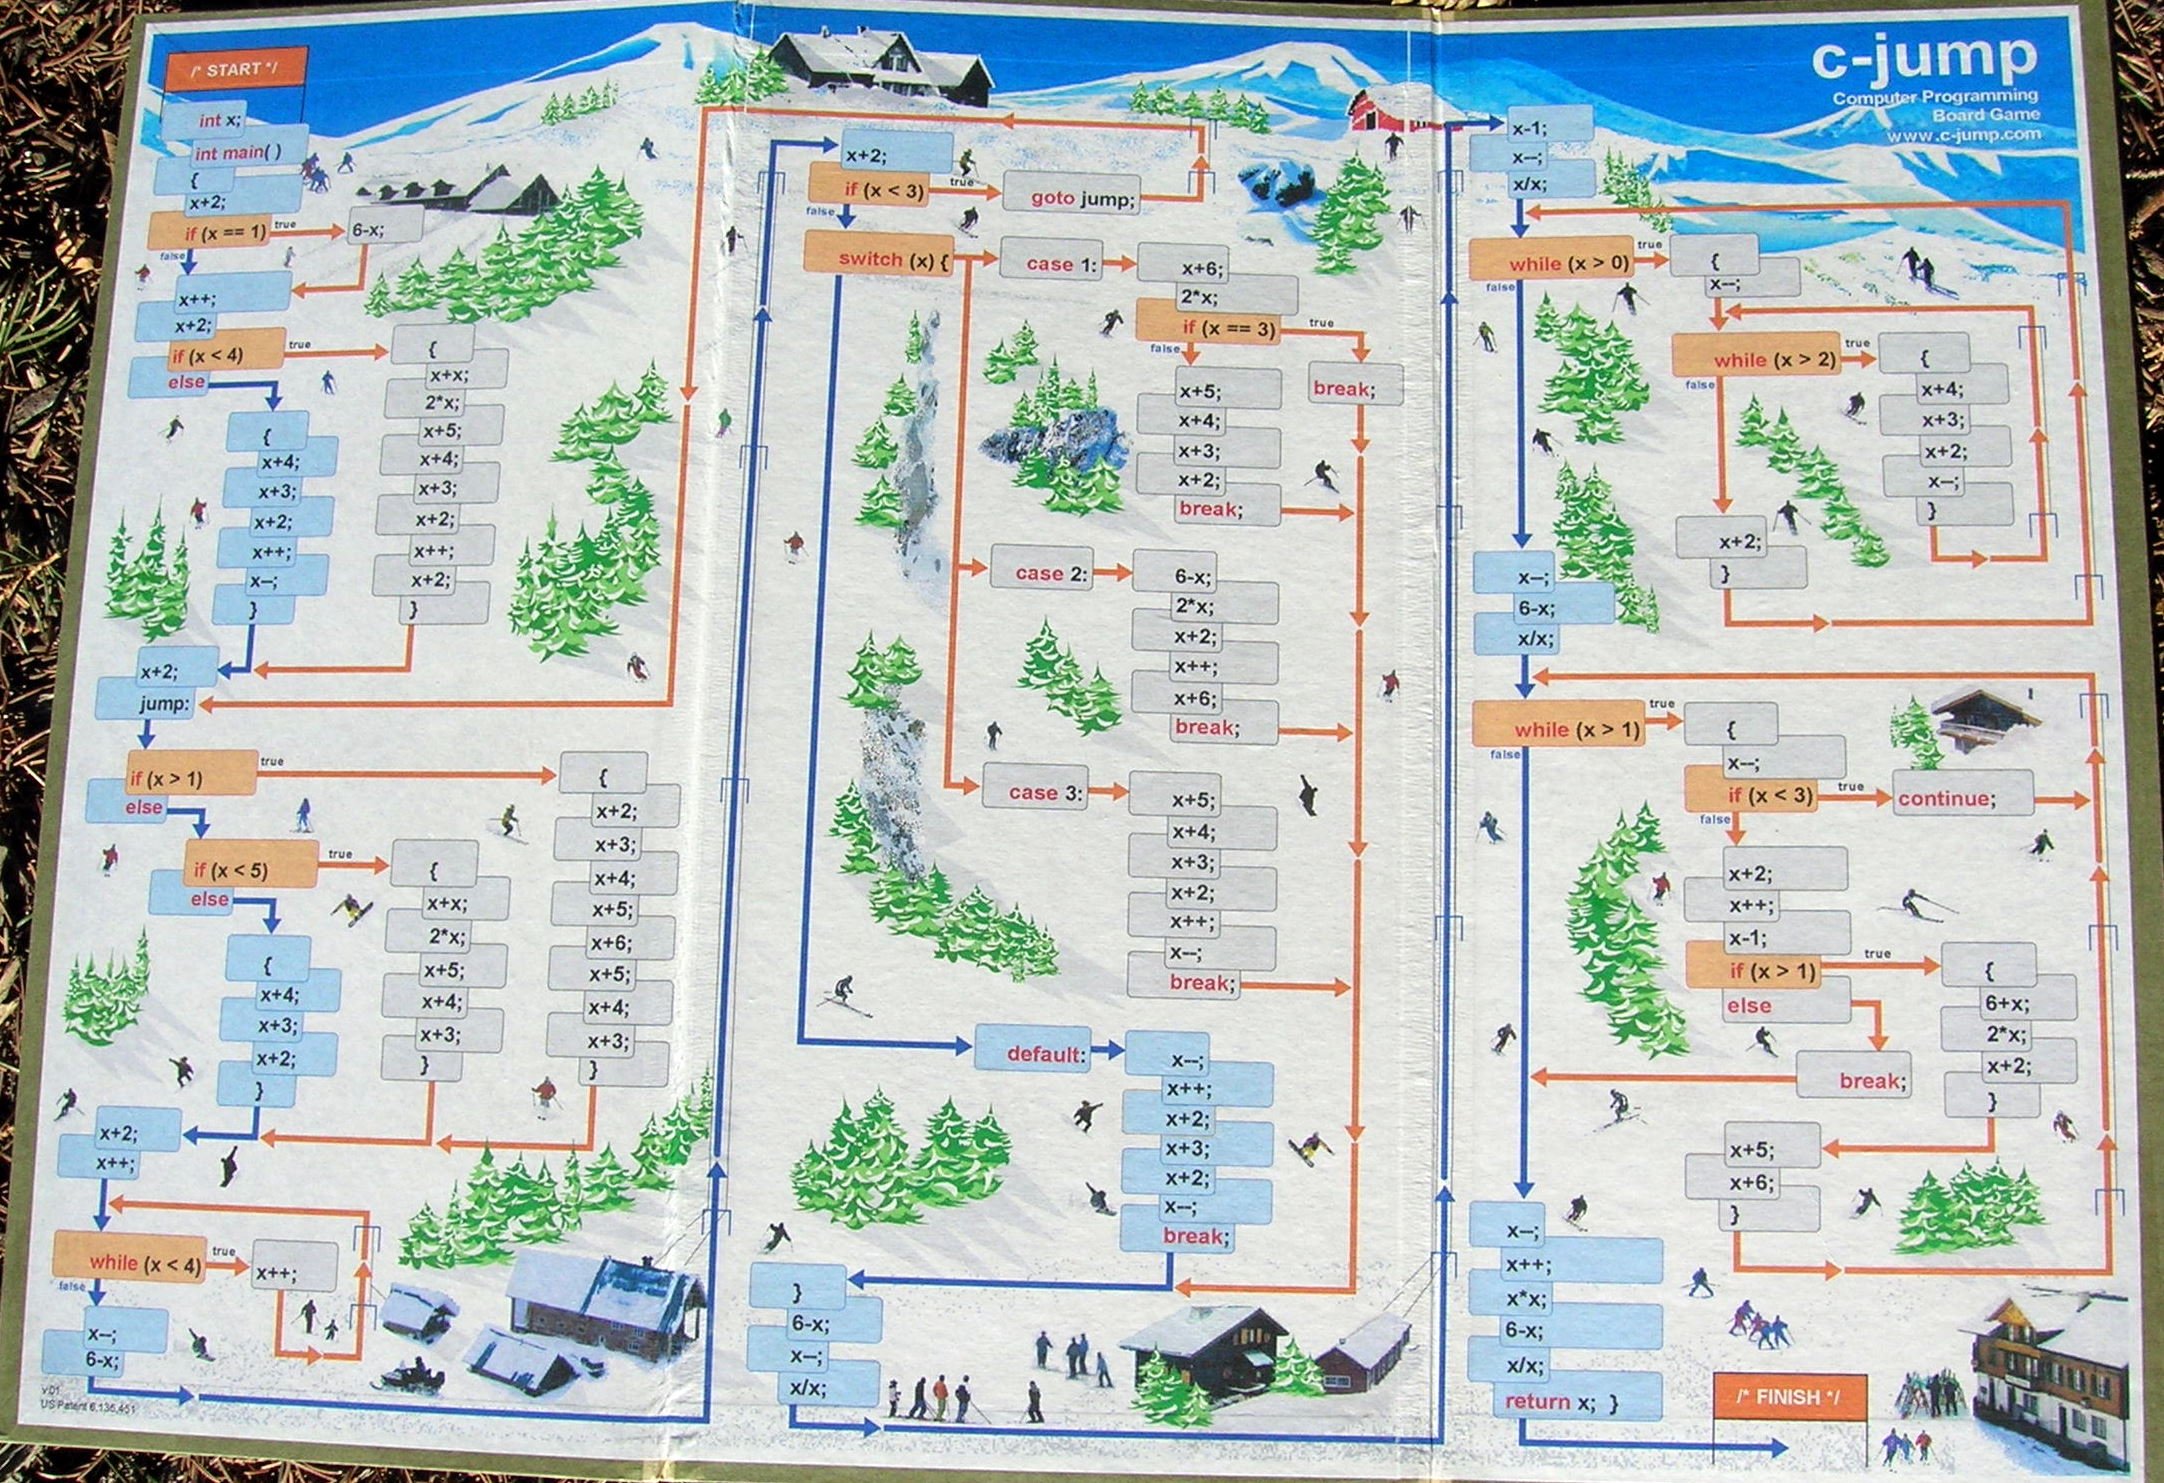 /* START */
int x;
int main( )
{
x+2;
if (x == 1)
true
6-x;
false
x++;
x+2;
if (x < 4)
true
else
{
x+4;
x+3;
x+2;
x++;
x--;
}
{
x+x;
2*x;
x+5;
x+4;
x+3;
x+2;
x++;
x+2;
}
x+2;
jump:
if (x > 1)
true
else
if (x < 5)
true
else
{
x+4;
x+3;
x+2;
}
{
x+x;
2*x;
x+5;
x+4;
x+3;
}
{
x+2;
x+3;
x+4;
x+5;
x+6;
x+5;
x+4;
x+3;
}
x+2;
x++;
while (x < 4)
true
x++;
false
x--;
6-x;
v.01
US Patent 6,135,451
x+2;
if (x < 3)
true
goto jump;
false
switch (x) {
case 1:
x+6;
2*x;
if (x == 3)
true
break;
false
x+5;
x+4;
x+3;
x+2;
break;
case 2:
6-x;
2*x;
x+2;
x++;
x+6;
break;
case 3:
x+5;
x+4;
x+3;
x+2;
x++;
x--;
break;
default:
x--;
x++;
x+2;
x+3;
x+2;
x--;
break;
}
6-x;
x--;
x/x;
c-jump
Computer Programming
Board Game
www.c-jump.com
x-1;
x--;
x/x;
while (x > 0)
true
false
{
x--;
while (x > 2)
true
false
{
x+4;
x+3;
x+2;
x--;
}
x+2;
}
x--;
6-x;
x/x;
while (x > 1)
true
false
{
x--;
if (x < 3)
true
continue;
false
x+2;
x++;
x-1;
if (x > 1)
true
else
break;
{
6+x;
2*x;
x+2;
}
x+5;
x+6;
}
x--;
x++;
x*x;
6-x;
x/x;
return x; }
/* FINISH */